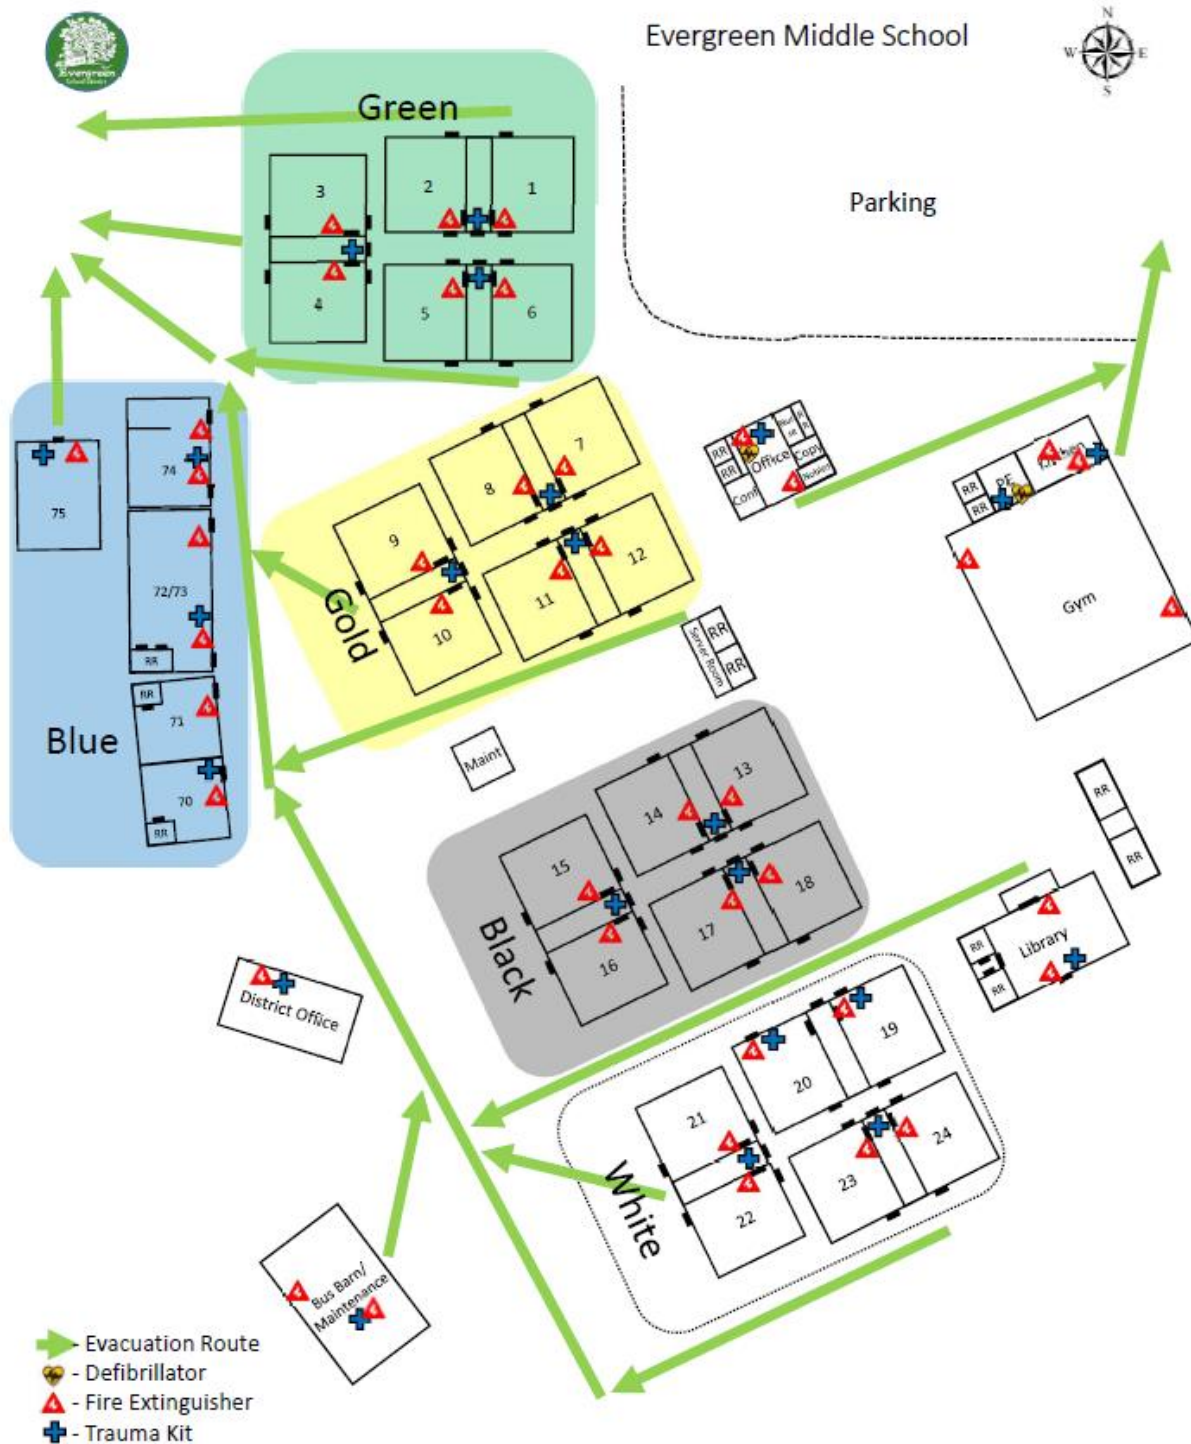 Evergreen Middle School
N
W
E
S
Evergreen
Green
Parking
3
2
1
4
5
6
74
75
72/73
RR
RR
71
70
RR
Blue
7
8
9
10
11
12
Gold
RR
RR
Office
Conf
Copy
RR
RR
PE
Gym
Server Room
RR
RR
Maint
13
14
15
16
17
18
Black
RR
RR
RR
RR
Library
District Office
19
20
21
22
23
24
White
Bus Barn/
Maintenance
- Evacuation Route
- Defibrillator
- Fire Extinguisher
- Trauma Kit